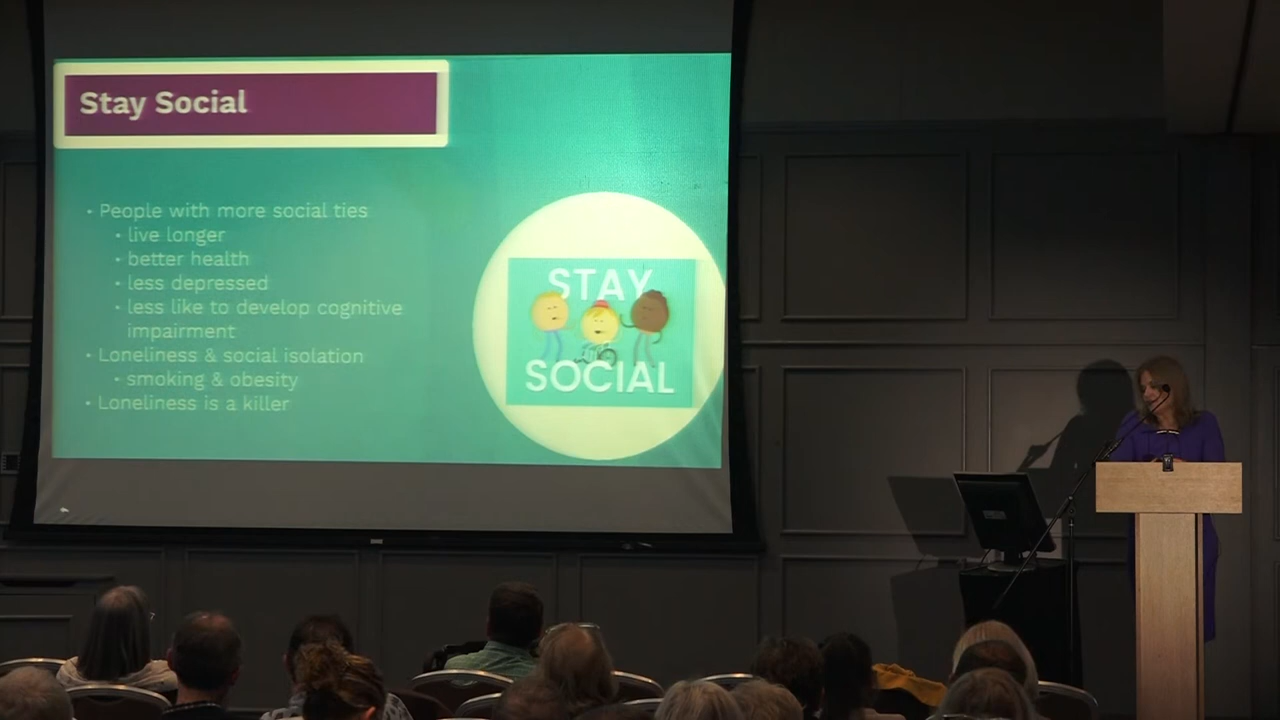 Stay Social
• People with more social ties
• live longer
• better health
• less depressed
• less like to develop cognitive
impairment
• Loneliness & social isolation
• smoking & obesity
• Loneliness is a killer
STAY
SOCIAL